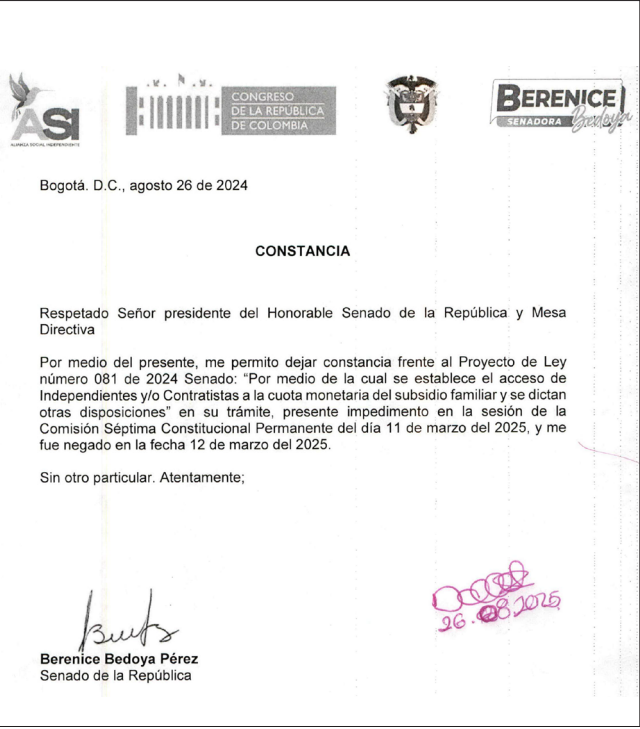 ASI
ALIANZA SOCIAL INDEPENDIENTE
CONGRESO
DE LA REPÚBLICA
DE COLOMBIA
BERENICE
SENADORA Bedoya
Bogotá. D.C., agosto 26 de 2024
CONSTANCIA
Respetado Señor presidente del Honorable Senado de la República y Mesa
Directiva
Por medio del presente, me permito dejar constancia frente al Proyecto de Ley
número 081 de 2024 Senado: “Por medio de la cual se establece el acceso de
Independientes y/o Contratistas a la cuota monetaria del subsidio familiar y se dictan
otras disposiciones” en su trámite, presente impedimento en la sesión de la
Comisión Séptima Constitucional Permanente del día 11 de marzo del 2025, y me
fue negado en la fecha 12 de marzo del 2025.
Sin otro particular. Atentamente;
26.08.2025
Berenice Bedoya Pérez
Senado de la República